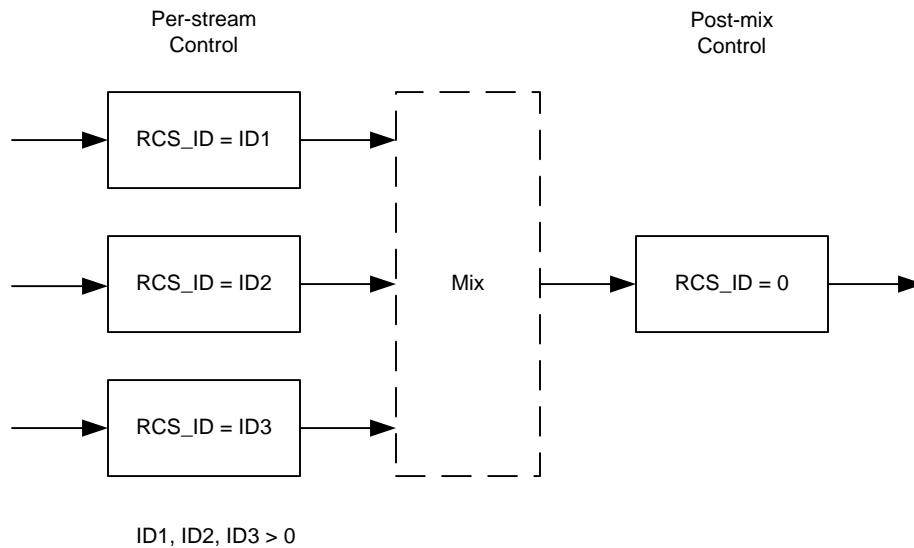 Per-stream
Control
Post-mix
Control
RCS_ID = ID1
RCS_ID = ID2
Mix
RCS_ID = 0
RCS_ID = ID3
ID1, ID2, ID3 > 0